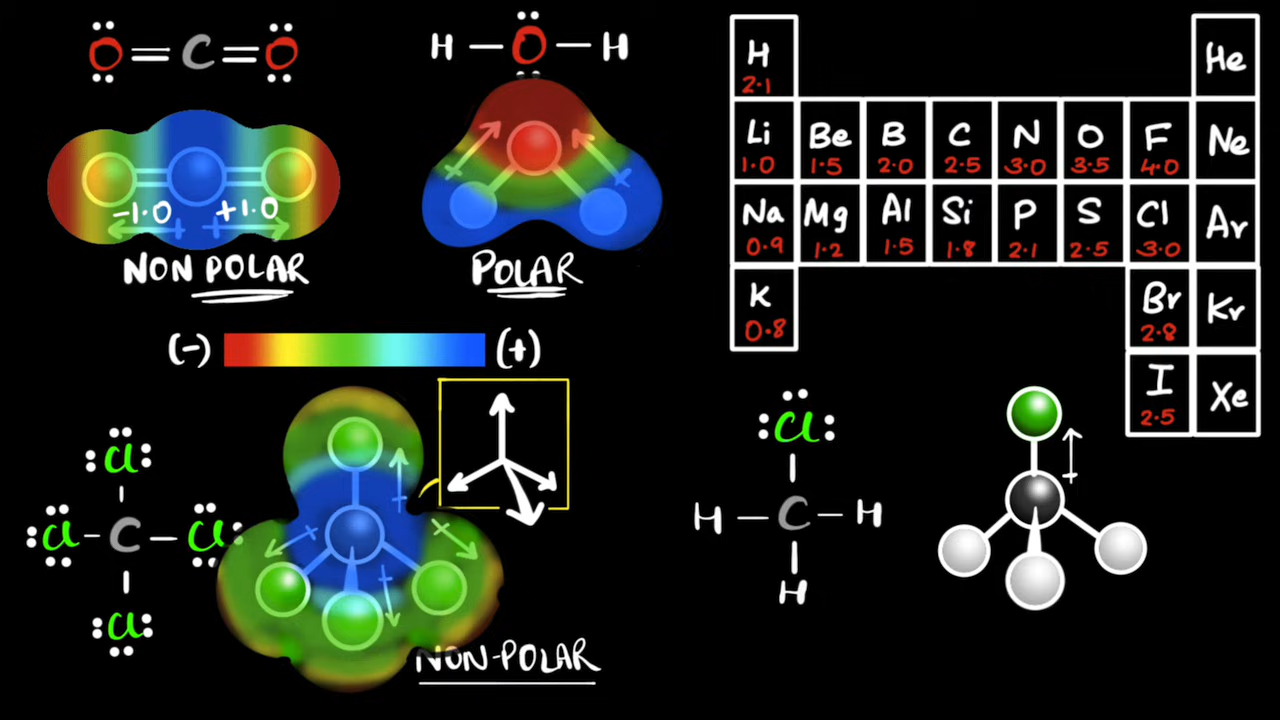 O=C=O
H—O—H
-1.0 +1.0
NON POLAR
POLAR
(-) (+)
Cl
Cl-C—Cl
Cl
NON-POLAR
H He
2.1
Li Be B C N O F Ne
1.0 1.5 2.0 2.5 3.0 3.5 4.0
Na Mg Al Si P S Cl Ar
0.9 1.2 1.5 1.8 2.1 2.5 3.0
K Br Kr
0.8 2.8
I Xe
2.5
Cl
H—C—H
H